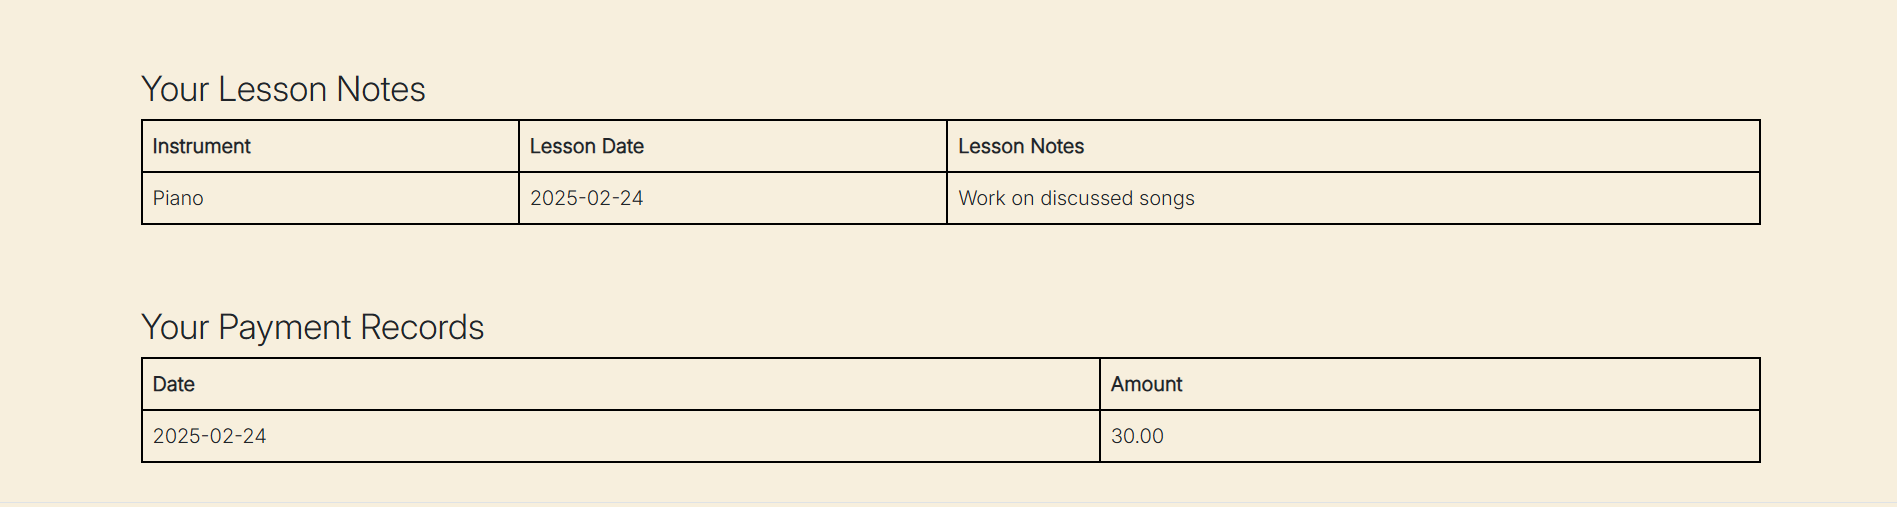 Your Lesson Notes
Instrument Lesson Date Lesson Notes
Piano 2025-02-24 Work on discussed songs
Your Payment Records
Date Amount
2025-02-24 30.00